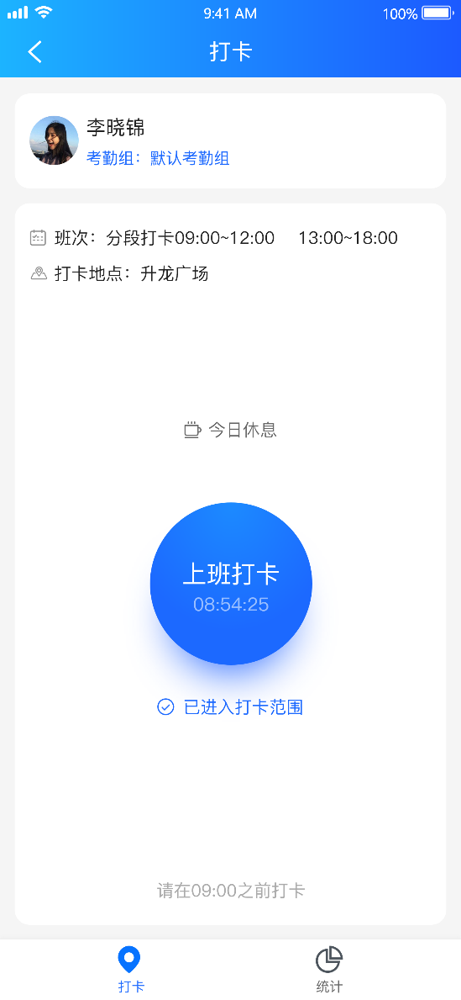 9:41 AM 100%
打卡
李晓锦
考勤组：默认考勤组
班次：分段打卡09:00~12:00 13:00~18:00
打卡地点：升龙广场
今日休息
上班打卡
08:54:25
已进入打卡范围
请在09:00之前打卡
打卡 统计